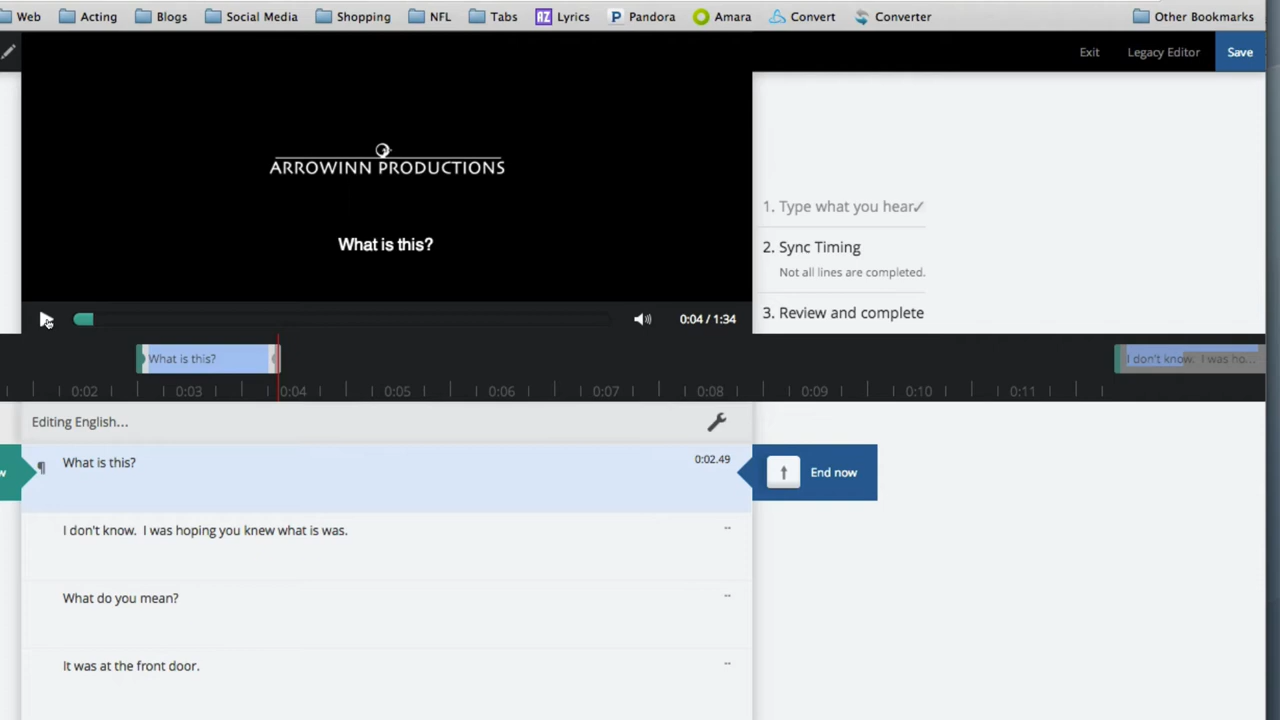 Web Acting Blogs Social Media Shopping NFL Tabs AZ Lyrics P Pandora Amara Convert Converter Other Bookmarks
Exit Legacy Editor Save
ARROWINN PRODUCTIONS
What is this?
1. Type what you hear✓
2. Sync Timing
Not all lines are completed.
3. Review and complete
0:04 / 1:34
What is this? I don't know. I was ho...
0:02 0:03 0:04 0:05 0:06 0:07 0:08 0:09 0:10 0:11
Editing English...
What is this? 0:02.49
End now
I don't know. I was hoping you knew what is was. --
What do you mean? --
It was at the front door. --